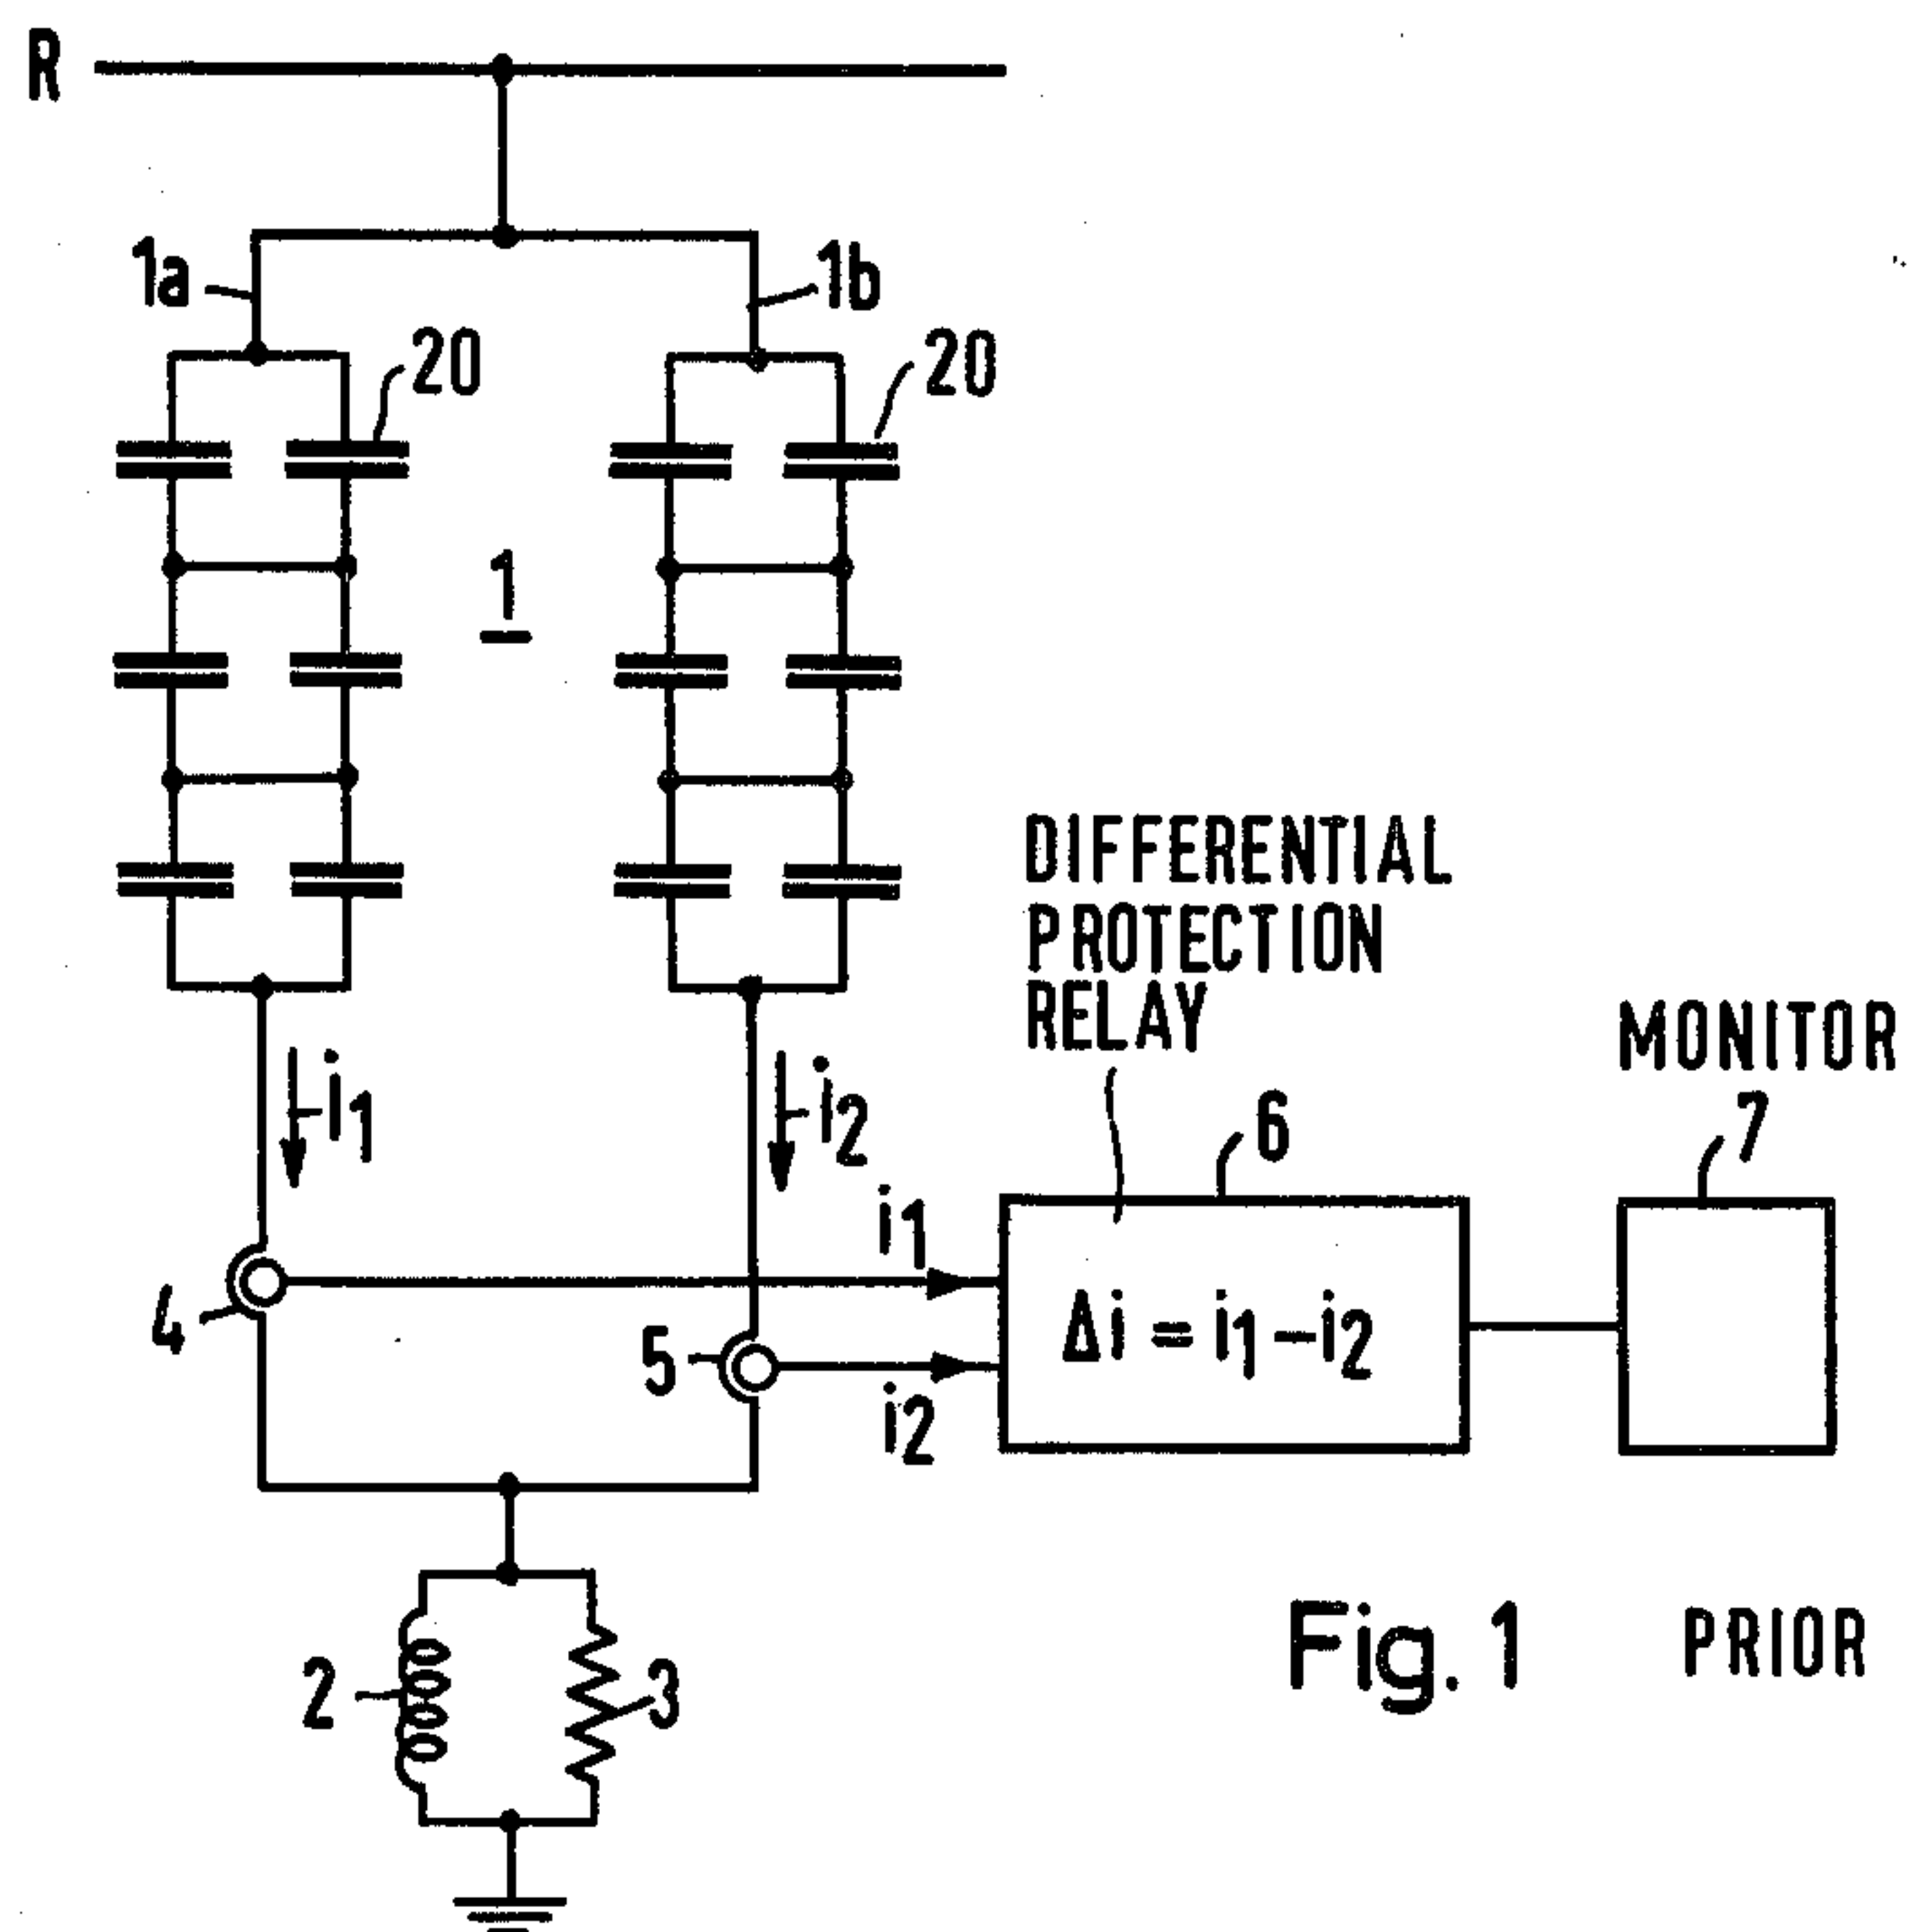 R
1a
1b
20
20
1
DIFFERENTIAL
PROTECTION
RELAY
MONITOR
i1
i2
6
7
i1
4
5
Δi = i1 – i2
i2
2
3
Fig. 1 PRIOR